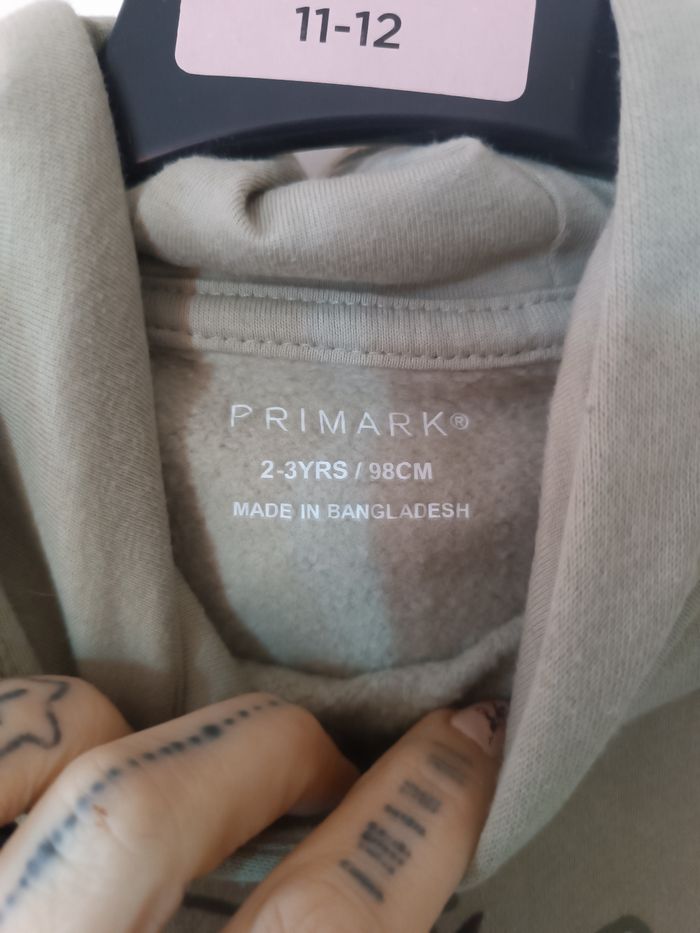 11-12
PRIMARK®
2-3YRS / 98CM
MADE IN BANGLADESH